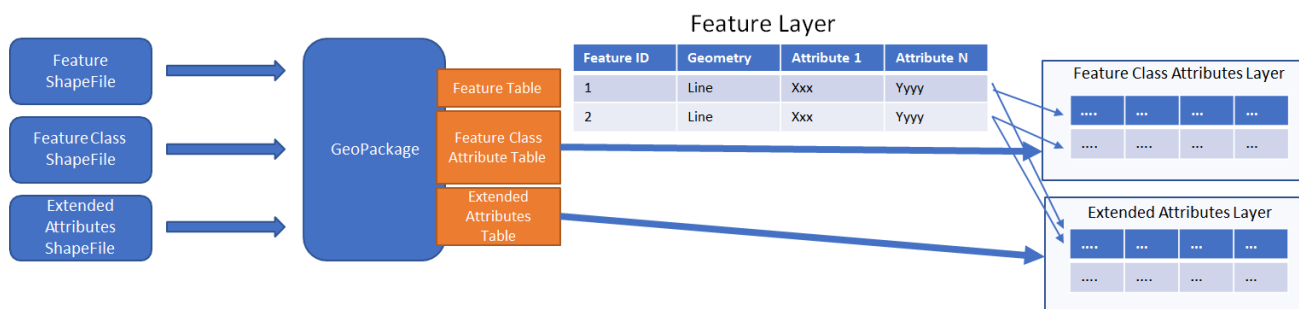 Feature Layer
Feature
ShapeFile
Feature Class
ShapeFile
Extended
Attributes
ShapeFile
GeoPackage
Feature Table
Feature Class
Attribute Table
Extended
Attributes
Table
Feature ID Geometry Attribute 1 Attribute N
1 Line Xxx Yyyy
2 Line Xxx Yyyy
Feature Class Attributes Layer
.... ... ... ...
.... .... ... ...
Extended Attributes Layer
.... ... ... ...
.... .... ... ...